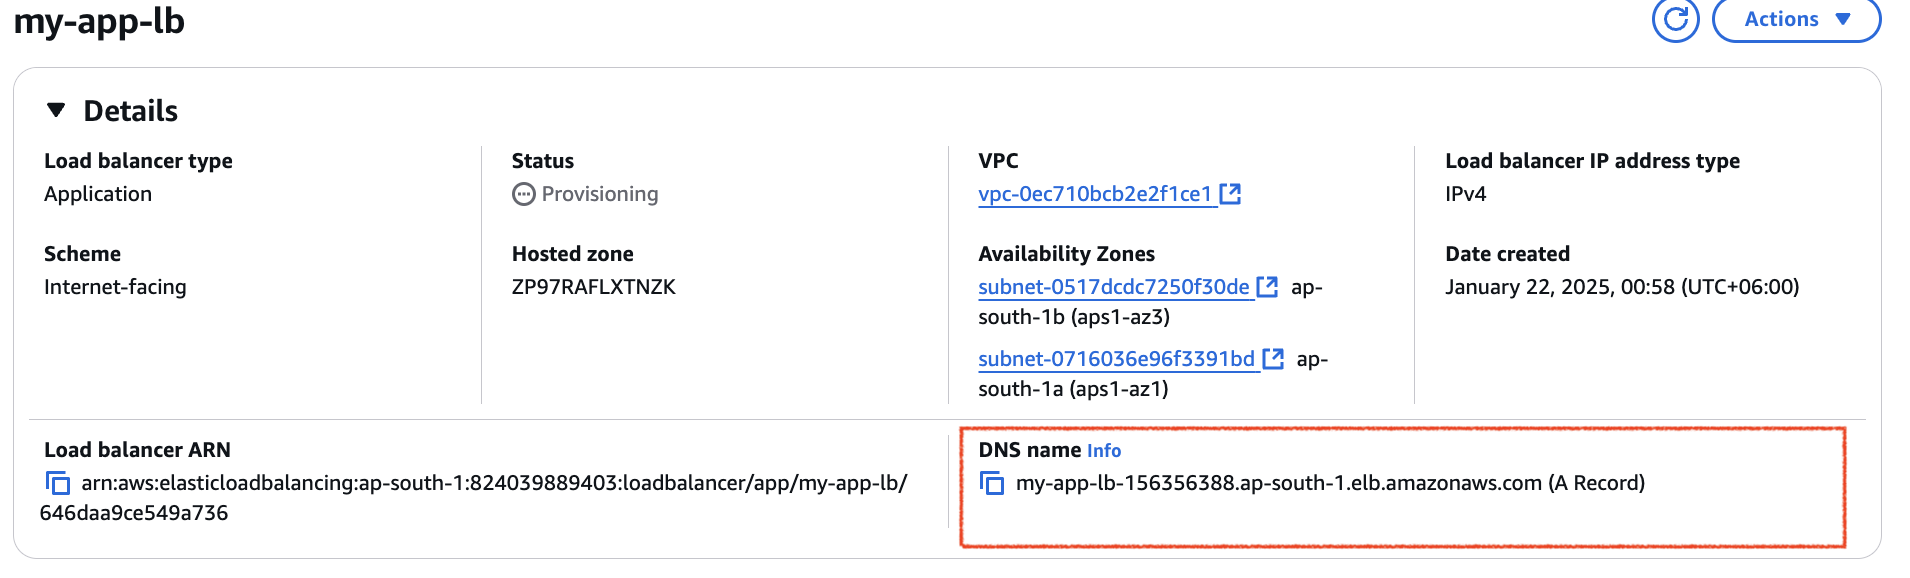 my-app-lb
Actions
Details
Load balancer type
Application
Status
Provisioning
VPC
vpc-0ec710bcb2e2f1ce1
Load balancer IP address type
IPv4
Scheme
Internet-facing
Hosted zone
ZP97RAFLXTNZK
Availability Zones
subnet-0517dcdc7250f30de ap-
south-1b (aps1-az3)
subnet-0716036e96f3391bd ap-
south-1a (aps1-az1)
Date created
January 22, 2025, 00:58 (UTC+06:00)
Load balancer ARN
arn:aws:elasticloadbalancing:ap-south-1:824039889403:loadbalancer/app/my-app-lb/
646daa9ce549a736
DNS name Info
my-app-lb-156356388.ap-south-1.elb.amazonaws.com (A Record)